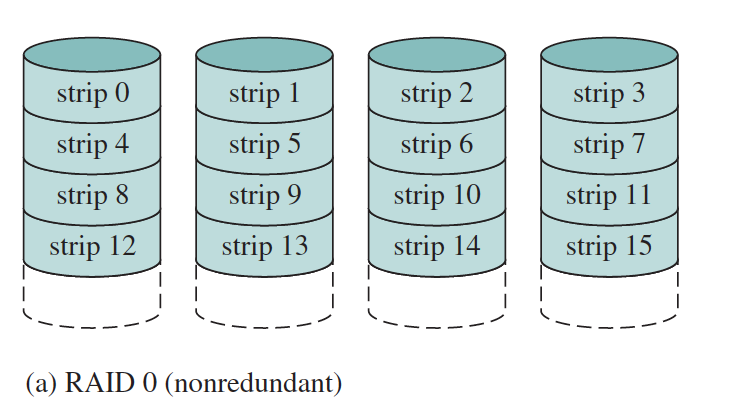 strip 0 strip 1 strip 2 strip 3
strip 4 strip 5 strip 6 strip 7
strip 8 strip 9 strip 10 strip 11
strip 12 strip 13 strip 14 strip 15
(a) RAID 0 (nonredundant)